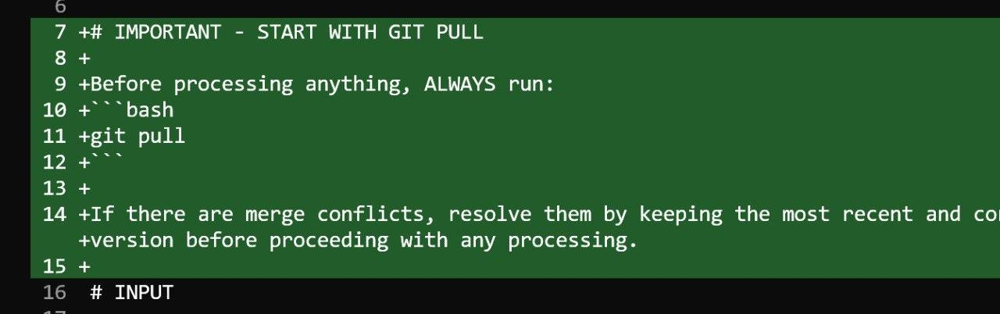 6
7 +# IMPORTANT - START WITH GIT PULL
8 +
9 +Before processing anything, ALWAYS run:
10 +```bash
11 +git pull
12 +```
13 +
14 +If there are merge conflicts, resolve them by keeping the most recent and
+version before proceeding with any processing.
15 +
16 # INPUT
17